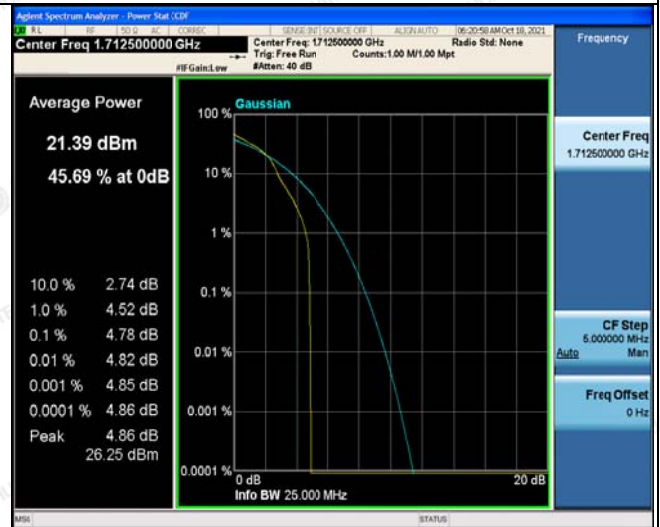 Agilent Spectrum Analyzer - Power Stat CCDF
RL RF 50 Ω AC CORREC SENSE:INT SOURCE OFF ALIGN AUTO 06:20:58 AM Oct 18, 2021
Center Freq 1.712500000 GHz
Center Freq: 1.712500000 GHz Radio Std: None
Trig: Free Run Counts:1.00 M/1.00 Mpt
#IFGain:Low #Atten: 40 dB
Frequency
Average Power
21.39 dBm
45.69 % at 0dB
10.0 % 2.74 dB
1.0 % 4.52 dB
0.1 % 4.78 dB
0.01 % 4.82 dB
0.001 % 4.85 dB
0.0001 % 4.86 dB
Peak 4.86 dB
26.25 dBm
Gaussian
100 %
10 %
1 %
0.1 %
0.01 %
0.001 %
0.0001 %
0 dB 20 dB
Info BW 25.000 MHz
Center Freq
1.712500000 GHz
CF Step
5.000000 MHz
Auto Man
Freq Offset
0 Hz
MSG STATUS